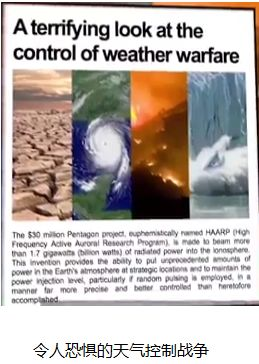 A terrifying look at the
control of weather warfare
The $30 million Pentagon project, euphemistically named HAARP (High
Frequency Active Auroral Research Program), is made to beam more
than 1.7 gigawatts (billion watts) of radiated power into the ionosphere.
This invention provides the ability to put unprecedented amounts of
power in the Earth's atmosphere at strategic locations and to maintain the
power injection level, particularly if random pulsing is employed, in a
manner far more precise and better controlled than heretofore
accomplished.
令人恐惧的天气控制战争